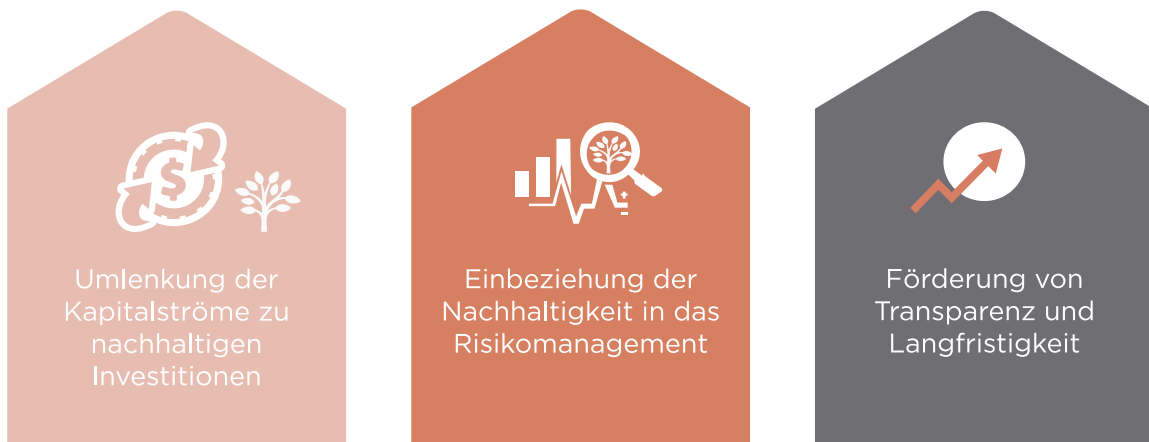 Umlenkung der
Kapitalströme zu
nachhaltigen
Investitionen
Einbeziehung der
Nachhaltigkeit in das
Risikomanagement
Förderung von
Transparenz und
Langfristigkeit